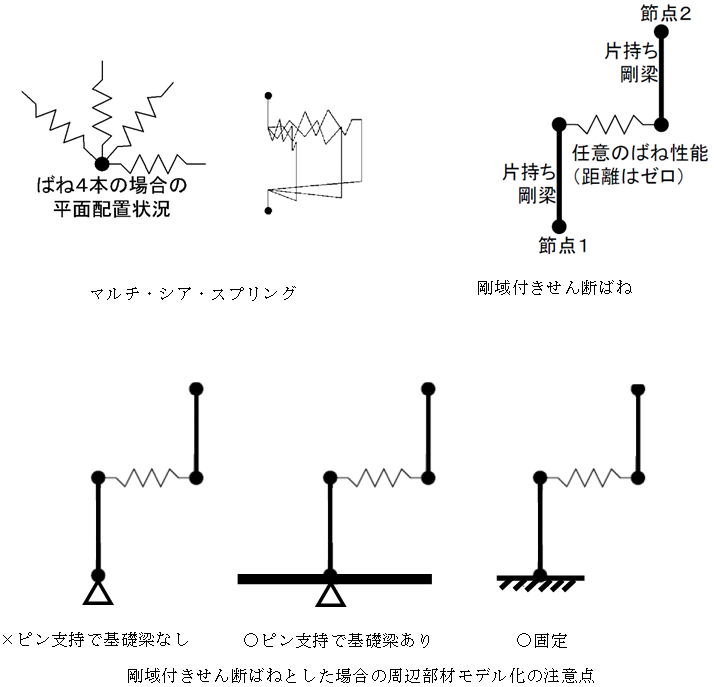 節点2
片持ち
剛梁
ばね4本の場合の
平面配置状況
任意のばね性能
(距離はゼロ)
片持ち
剛梁
節点1
マルチ・シア・スプリング
剛域付きせん断ばね
×ピン支持で基礎梁なし
○ピン支持で基礎梁あり
○固定
剛域付きせん断ばねとした場合の周辺部材モデル化の注意点